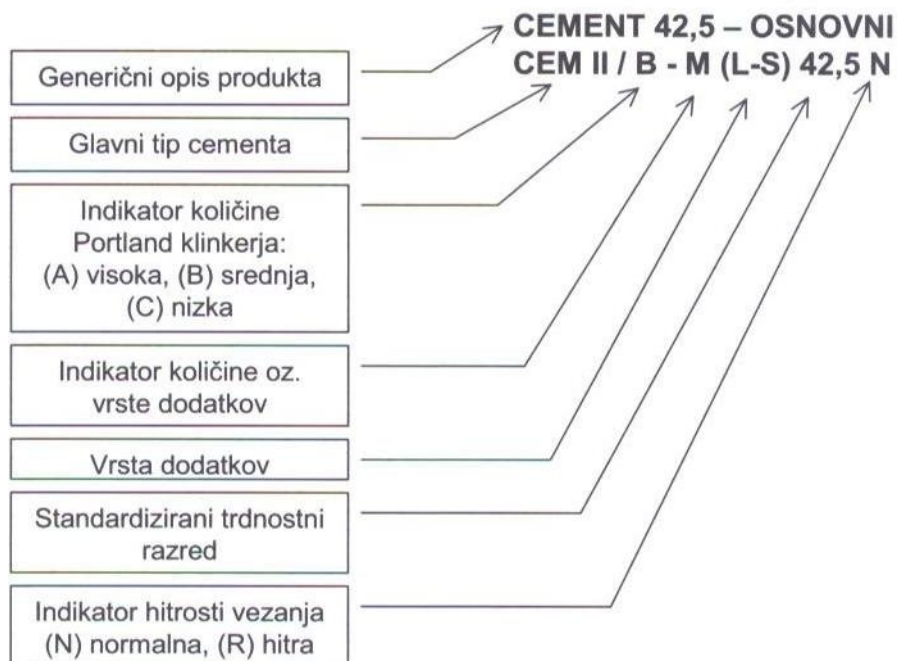 CEMENT 42,5 – OSNOVNI
CEM II / B - M (L-S) 42,5 N
Generični opis produkta
Glavni tip cementa
Indikator količine
Portland klinkerja:
(A) visoka, (B) srednja,
(C) nizka
Indikator količine oz.
vrste dodatkov
Vrsta dodatkov
Standardizirani trdnostni
razred
Indikator hitrosti vezanja
(N) normalna, (R) hitra